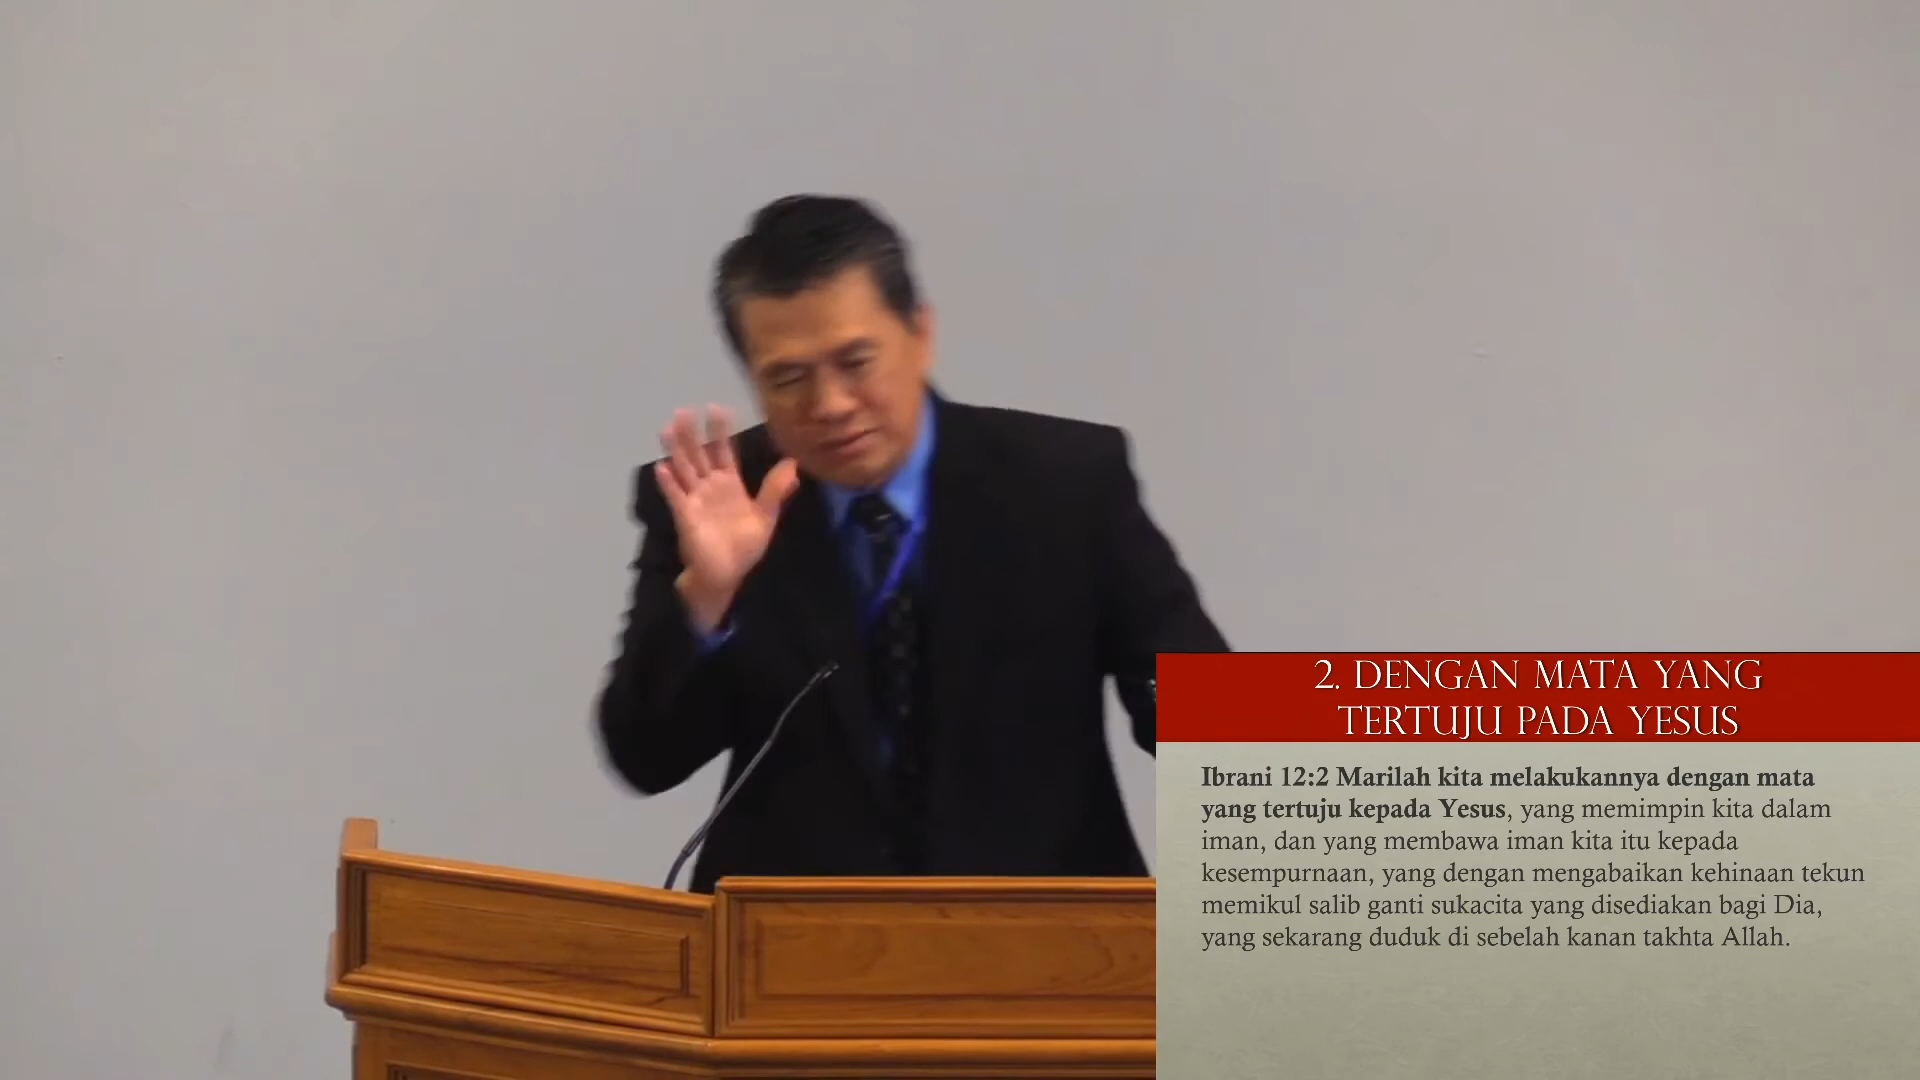 2. DENGAN MATA YANG
TERTUJU PADA YESUS
Ibrani 12:2 Marilah kita melakukannya dengan mata
yang tertuju kepada Yesus, yang memimpin kita dalam
iman, dan yang membawa iman kita itu kepada
kesempurnaan, yang dengan mengabaikan kehinaan tekun
memikul salib ganti sukacita yang disediakan bagi Dia,
yang sekarang duduk di sebelah kanan takhta Allah.